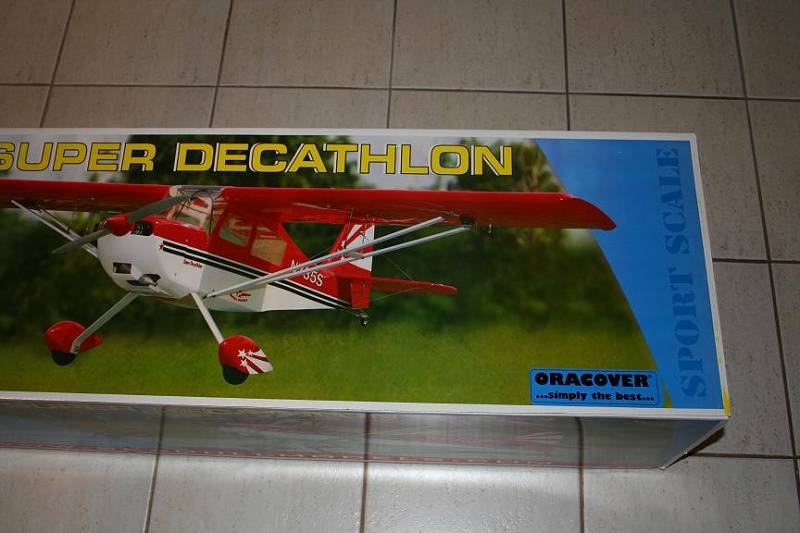 SUPER DECATHLON
SPORT SCALE
ORACOVER
...simply the best...